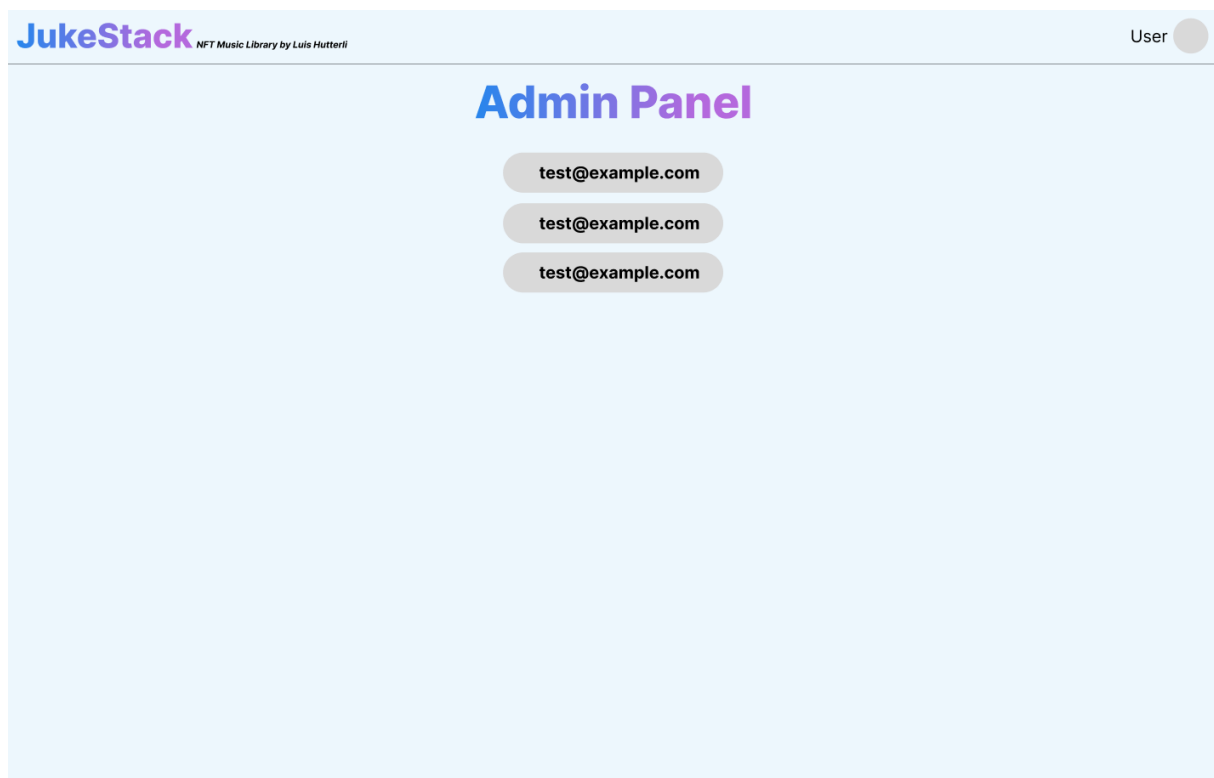 JukeStack NFT Music Library by Luis Hutterli
User
Admin Panel
test@example.com
test@example.com
test@example.com